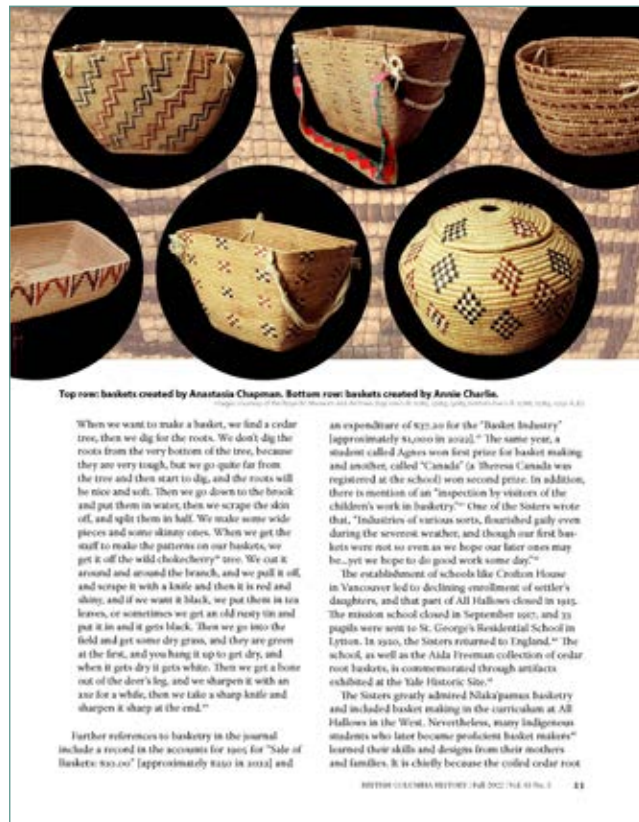 Top row: baskets created by Anastasia Chapman. Bottom row: baskets created by Annie Charlie.
When we want to make a basket, we find a cedar
tree, then we dig for the roots. We don't dig the
roots from the very bottom of the tree, because
they are very tough, but we go quite far from
the tree and then start to dig, and the roots will
be nice and soft. Then we go down to the brook
and put them in water, then we scrape the skin
off, and split them in half. We make some wide
pieces and some skinny ones. When we get the
stuff to make the patterns on our baskets, we
get it off the wild chokecherry tree. We cut it
around and around the branch, and we pull it off,
and scrape it with a knife and then it is red and
shiny, and if we want it black, we put them in tea
leaves, or sometimes we get an old rusty tin and
put it in and it gets black. Then we go into the
field and get some dry grass, and they are green
at the first, and you hang it up to get dry, and
when it gets dry it gets white. Then we get a bone
out of the deer's leg, and we sharpen it with an
axe for a while, then we take a sharp knife and
sharpen it sharp at the end.
Further references to basketry in the journal
include a record in the accounts for 1905 for "Sale of
Baskets: $10.00" [approximately $250 in 2022] and
an expenditure of $37.20 for the "Basket Industry"
[approximately $1,000 in 2022]. The same year, a
student called Agnes won first prize for basket making
and another, called "Canada" (a Theresa Canada was
registered at the school) won second prize. In addition,
there is mention of an "inspection by visitors of the
children's work in basketry." One of the Sisters wrote
that, "Industries of various sorts, flourished gaily even
during the severest weather, and though our first bas-
kets were not so even as we hope our later ones may
be...yet we hope to do good work some day."
The establishment of schools like Crofton House
in Vancouver led to declining enrollment of settler's
daughters, and that part of All Hallows closed in 1915.
The mission school closed in September 1917, and 33
pupils were sent to St. George's Residential School in
Lytton. In 1920, the Sisters returned to England. The
school, as well as the Aida Freeman collection of cedar
root baskets, is commemorated through artifacts
exhibited at the Yale Historic Site.
The Sisters greatly admired Nlaka'pamux basketry
and included basket making in the curriculum at All
Hallows in the West. Nevertheless, many Indigenous
students who later became proficient basket makers
learned their skills and designs from their mothers
and families. It is chiefly because the coiled cedar root
BRITISH COLUMBIA HISTORY | Fall 2022 | Vol. 55 No. 3